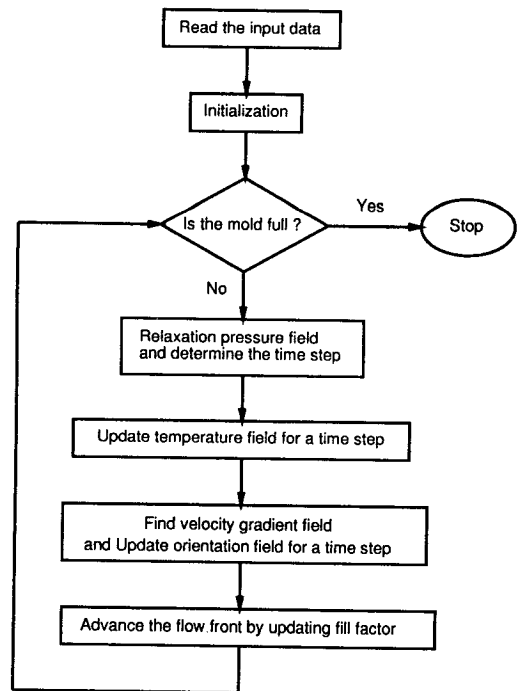 Read the input data
Initialization
Is the mold full ?
Yes
Stop
No
Relaxation pressure field
and determine the time step
Update temperature field for a time step
Find velocity gradient field
and Update orientation field for a time step
Advance the flow front by updating fill factor